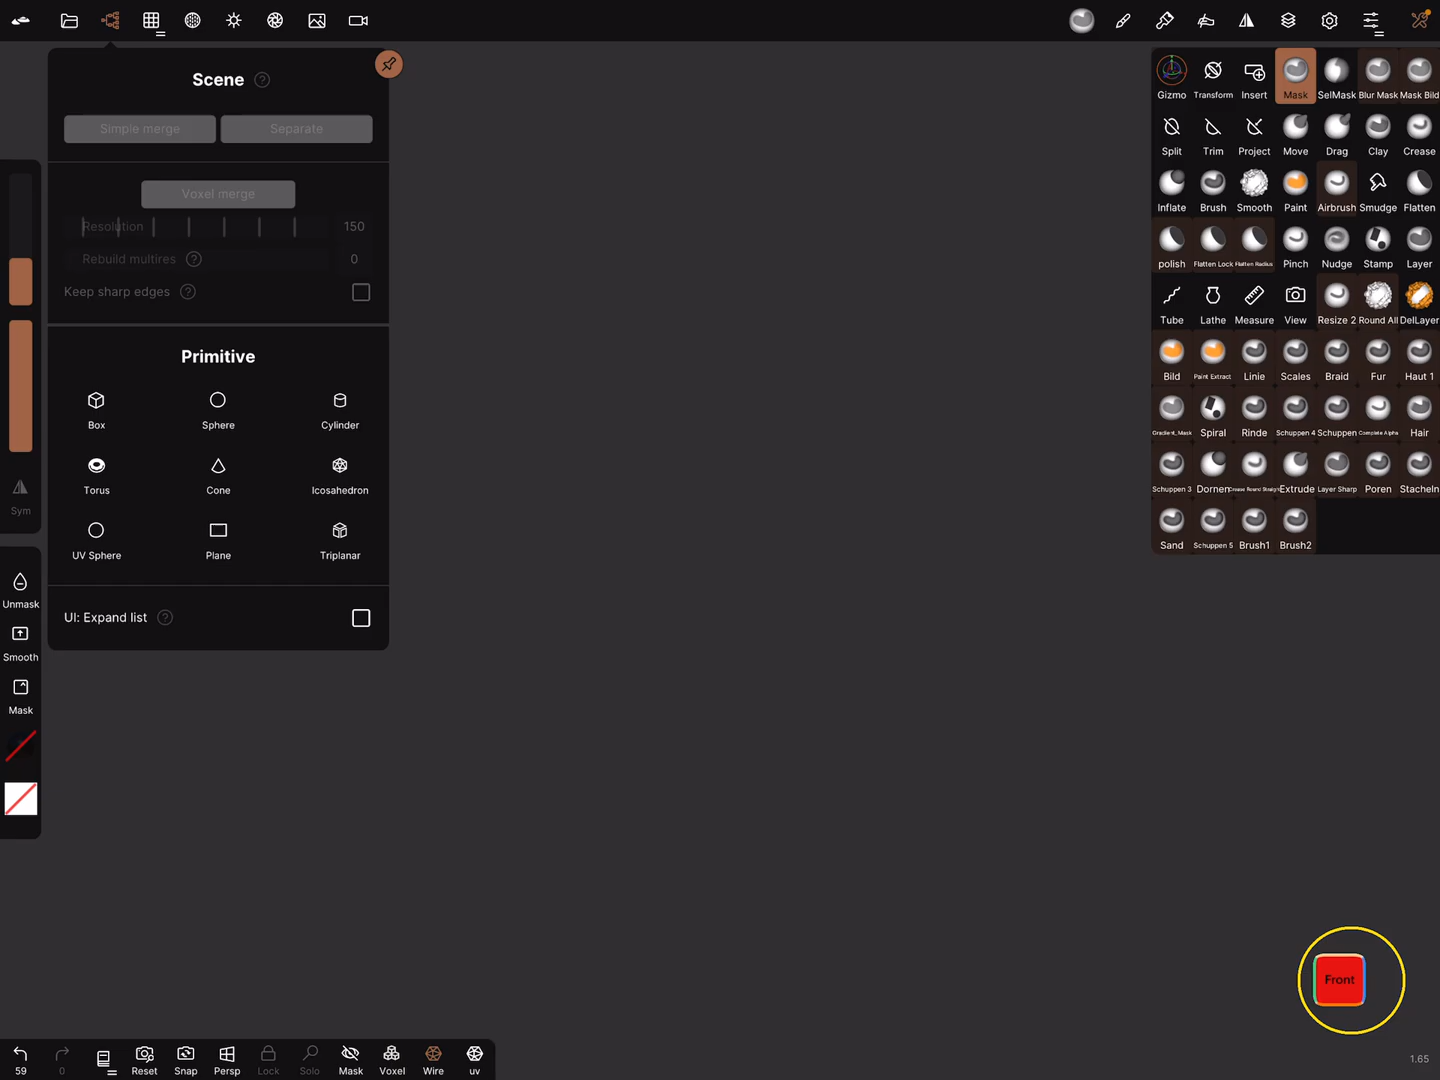 Scene
Simple merge
Separate
Voxel merge
Resolution 150
Rebuild multires 0
Keep sharp edges
Primitive
Box Sphere Cylinder
Torus Cone Icosahedron
UV Sphere Plane Triplanar
UI: Expand list
Sym
Unmask
Smooth
Mask
Gizmo Transform Insert Mask SelMask Blur Mask Mask Bild
Split Trim Project Move Drag Clay Crease
Inflate Brush Smooth Paint Airbrush Smudge Flatten
polish Flatten Lock Flatten Radius Pinch Nudge Stamp Layer
Tube Lathe Measure View Resize 2 Round All DelLayer
Bild Paint Extract Linie Scales Braid Fur Haut 1
Gradient_Mask Spiral Rinde Schuppen 4 Schuppen Complete Alpha Hair
Schuppen 3 Dornen Extrude Layer Sharp Poren Stacheln
Sand Schuppen 5 Brush1 Brush2
Front
59 0 Reset Snap Persp Lock Solo Mask Voxel Wire uv
1.65